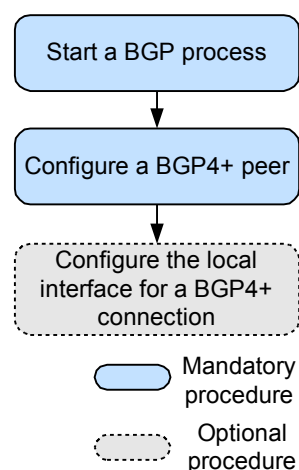 Start a BGP process
Configure a BGP4+ peer
Configure the local
interface for a BGP4+
connection
Mandatory
procedure
Optional
procedure